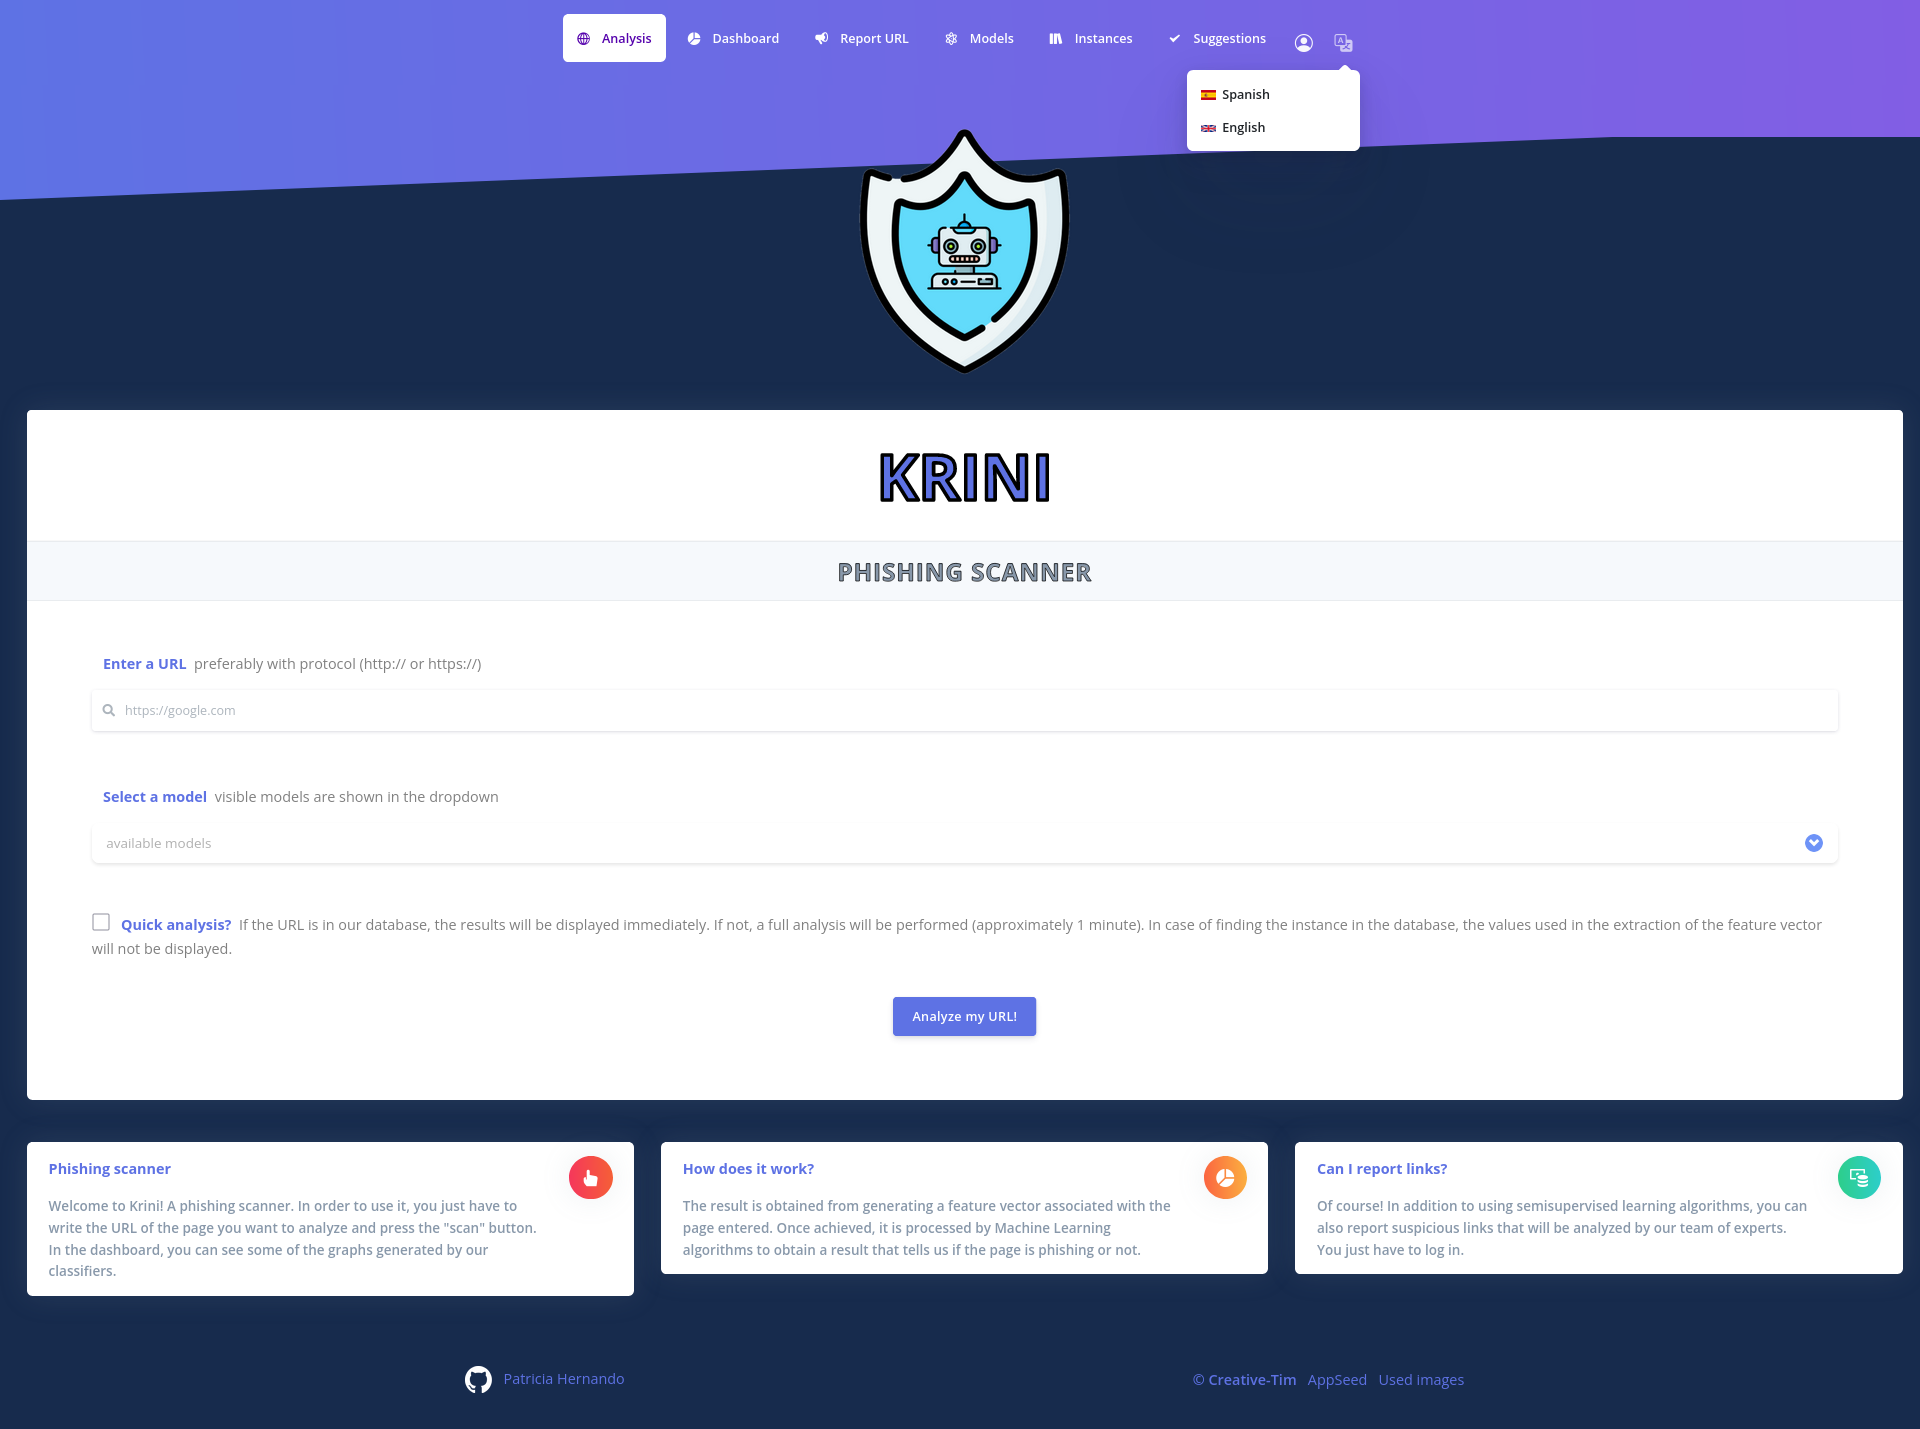 Analysis
Dashboard
Report URL
Models
Instances
Suggestions
Spanish
English
KRINI
PHISHING SCANNER
Enter a URL preferably with protocol (http:// or https://)
https://google.com
Select a model visible models are shown in the dropdown
available models
Quick analysis? If the URL is in our database, the results will be displayed immediately. If not, a full analysis will be performed (approximately 1 minute). In case of finding the instance in the database, the values used in the extraction of the feature vector
will not be displayed.
Analyze my URL!
Phishing scanner
Welcome to Krini! A phishing scanner. In order to use it, you just have to
write the URL of the page you want to analyze and press the "scan" button.
In the dashboard, you can see some of the graphs generated by our
classifiers.
How does it work?
The result is obtained from generating a feature vector associated with the
page entered. Once achieved, it is processed by Machine Learning
algorithms to obtain a result that tells us if the page is phishing or not.
Can I report links?
Of course! In addition to using semisupervised learning algorithms, you can
also report suspicious links that will be analyzed by our team of experts.
You just have to log in.
Patricia Hernando
© Creative-Tim AppSeed Used images